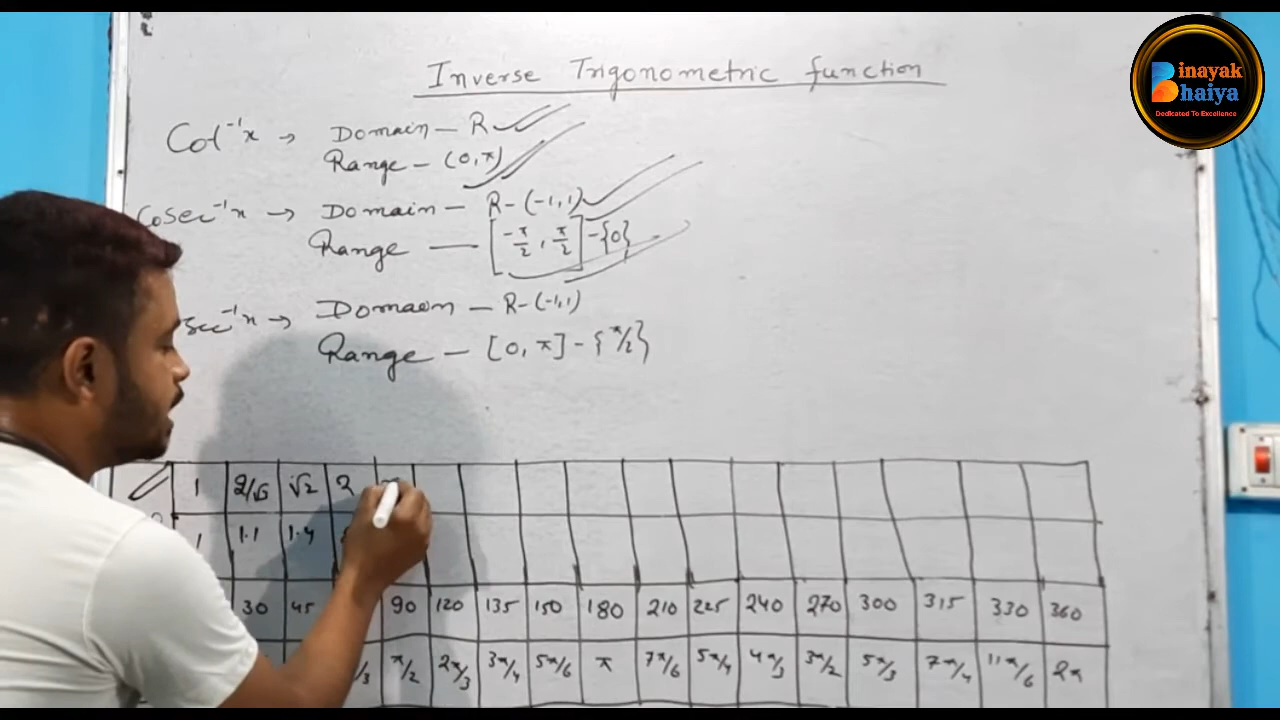 Inverse Trigonometric function
Binayak
Bhaiya
Dedicated To Excellence
Cot⁻¹x → Domain – R
Range – (0, π)
Cosec⁻¹x → Domain – R-(-1,1)
Range — [-π/2, π/2] - {0}
sec⁻¹x → Domain – R-(-1,1)
Range – [0, π] - {π/2}
1 2/√3 √2 2
1 1.1 1.4
30 45 90 120 135 150 180 210 225 240 270 300 315 330 360
/3 π/2 2π/3 3π/4 5π/6 π 7π/6 5π/4 4π/3 3π/2 5π/3 7π/4 11π/6 2π